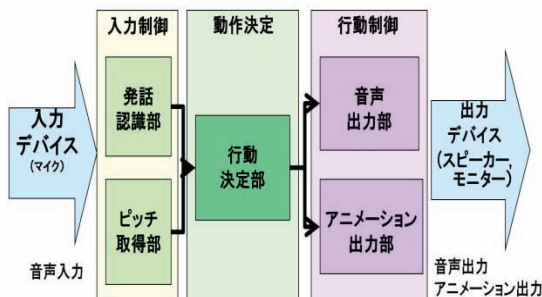 入力制御
動作決定
行動制御
入力
デバイス
(マイク)
音声入力
発話
認識部
ピッチ
取得部
行動
決定部
音声
出力部
アニメーション
出力部
出力
デバイス
(スピーカー,
モニター)
音声出力
アニメーション出力